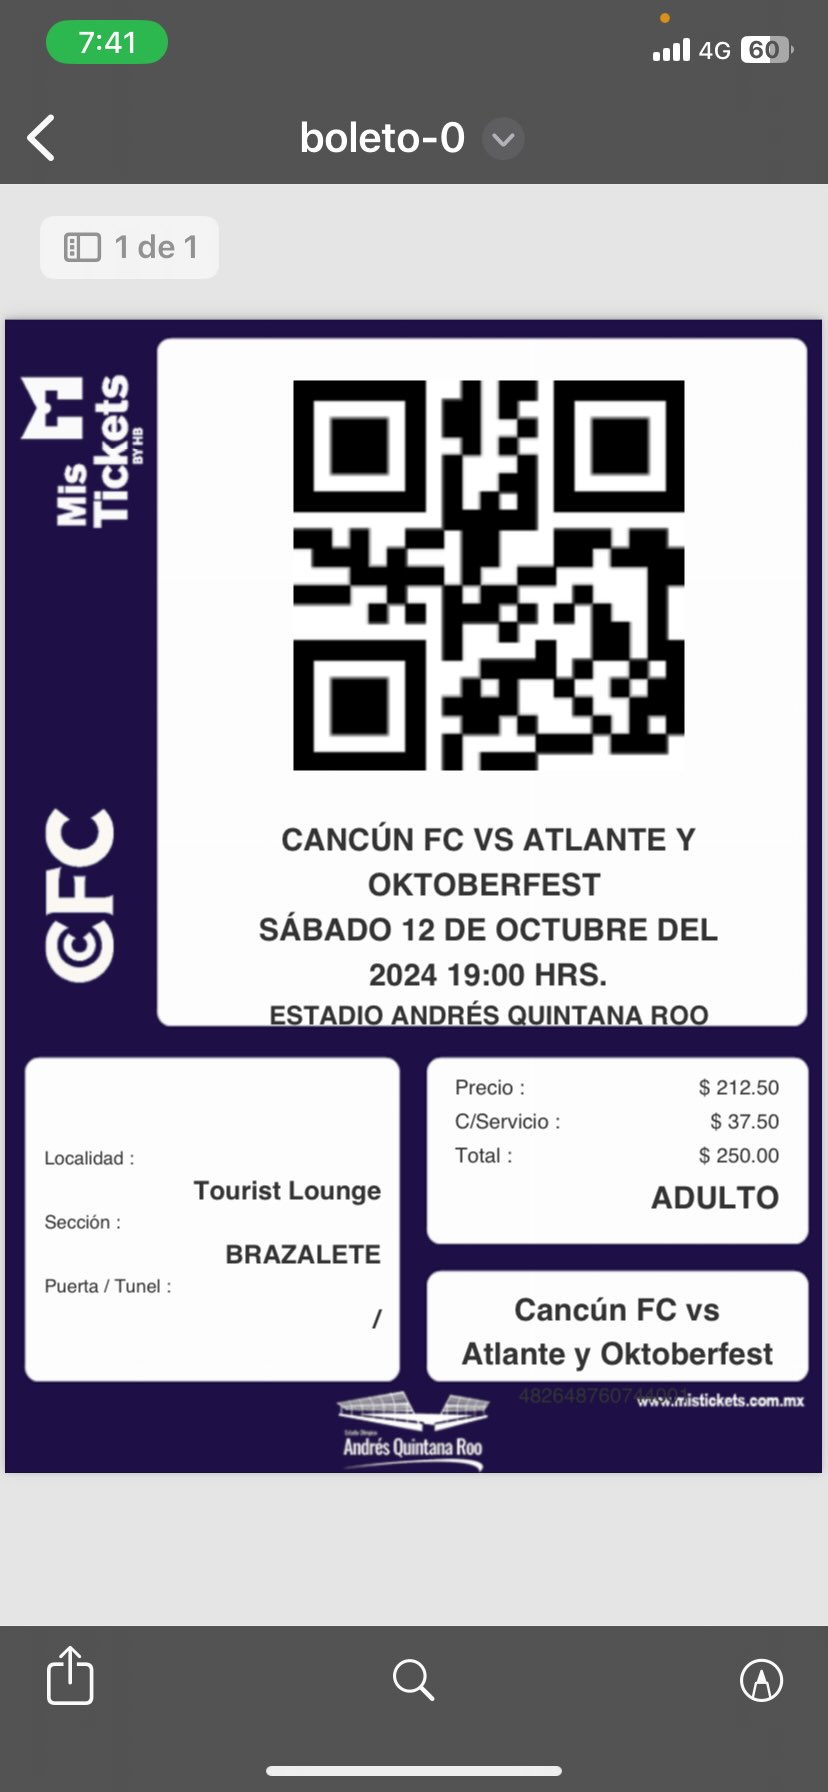 7:41
4G 60
boleto-0
1 de 1
Mis
Tickets
BY HB
CFC
CANCÚN FC VS ATLANTE Y
OKTOBERFEST
SÁBADO 12 DE OCTUBRE DEL
2024 19:00 HRS.
ESTADIO ANDRÉS QUINTANA ROO
Localidad :
Tourist Lounge
Sección :
BRAZALETE
Puerta / Tunel :
/
Precio : $ 212.50
C/Servicio : $ 37.50
Total : $ 250.00
ADULTO
Cancún FC vs
Atlante y Oktoberfest
www.mistickets.com.mx
Andrés Quintana Roo